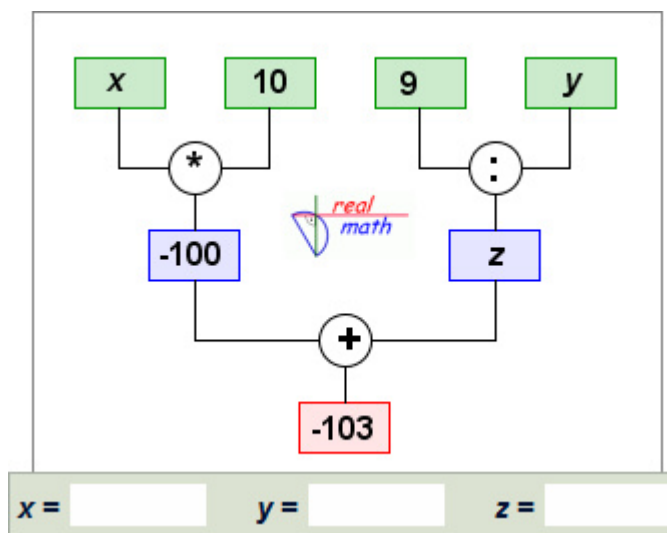 x 10 9 y
* :
real
math
-100 z
+
-103
x = y = z =